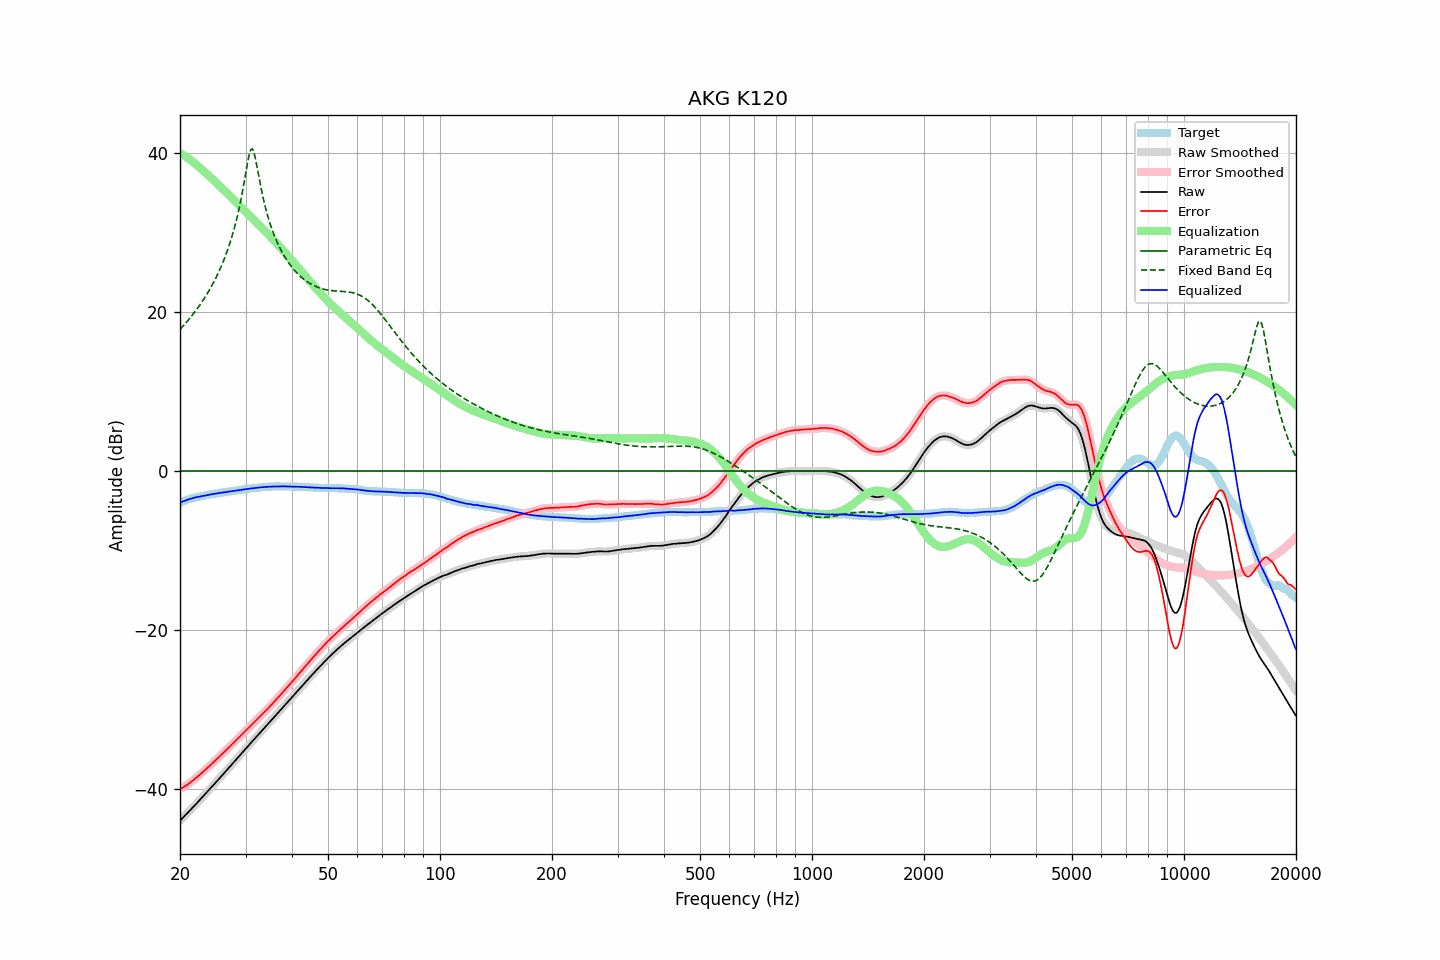 AKG K120
Amplitude (dBr)
40
20
0
−20
−40
Target
Raw Smoothed
Error Smoothed
Raw
Error
Equalization
Parametric Eq
Fixed Band Eq
Equalized
20 50 100 200 500 1000 2000 5000 10000 20000
Frequency (Hz)